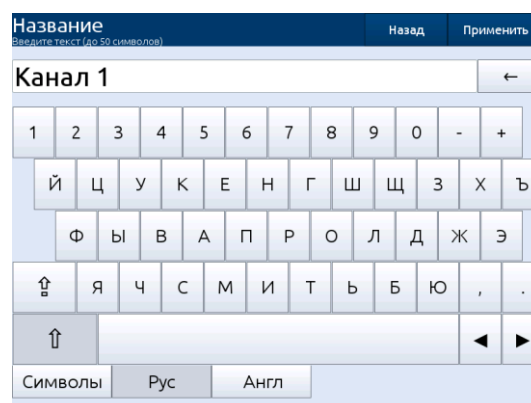 Название
Назад
Применить
Введите текст (до 50 символов)
Канал 1
←
1 2 3 4 5 6 7 8 9 0 - +
Й Ц У К Е Н Г Ш Щ З Х Ъ
Ф Ы В А П Р О Л Д Ж Э
⇪ Я Ч С М И Т Ь Б Ю , .
⇧ ◀ ▶
Символы Рус Англ